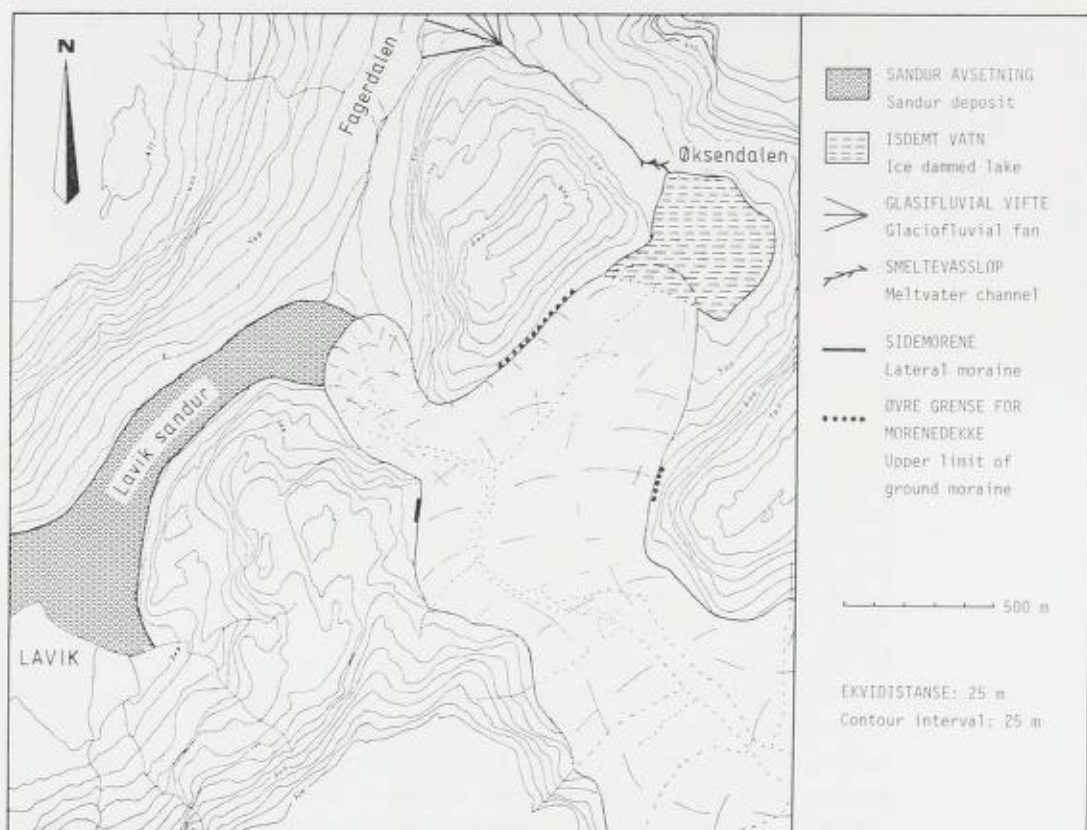 N
Fagerdalen
Øksendalen
Lavik sandur
LAVIK
SANDUR AVSETNING
Sandur deposit
ISDEMT VATN
Ice dammed lake
GLASIFLUVIAL VIFTE
Glaciofluvial fan
SMELTEVASSLØP
Meltvater channel
SIDEMORENE
Lateral moraine
ØVRE GRENSE FOR
MORENEDEKKE
Upper limit of
ground moraine
500 m
EKVIDISTANSE: 25 m
Contour interval: 25 m